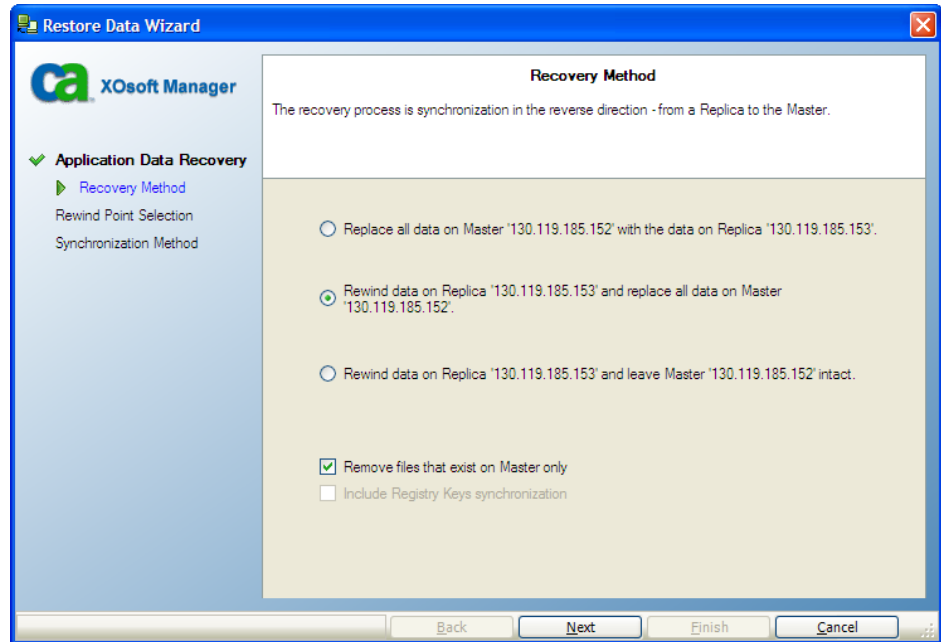 Restore Data Wizard
ca
XOsoft Manager
Application Data Recovery
Recovery Method
Rewind Point Selection
Synchronization Method
Recovery Method
The recovery process is synchronization in the reverse direction - from a Replica to the Master.
Replace all data on Master '130.119.185.152' with the data on Replica '130.119.185.153'.
Rewind data on Replica '130.119.185.153' and replace all data on Master
'130.119.185.152'.
Rewind data on Replica '130.119.185.153' and leave Master '130.119.185.152' intact.
Remove files that exist on Master only
Include Registry Keys synchronization
Back Next Finish Cancel